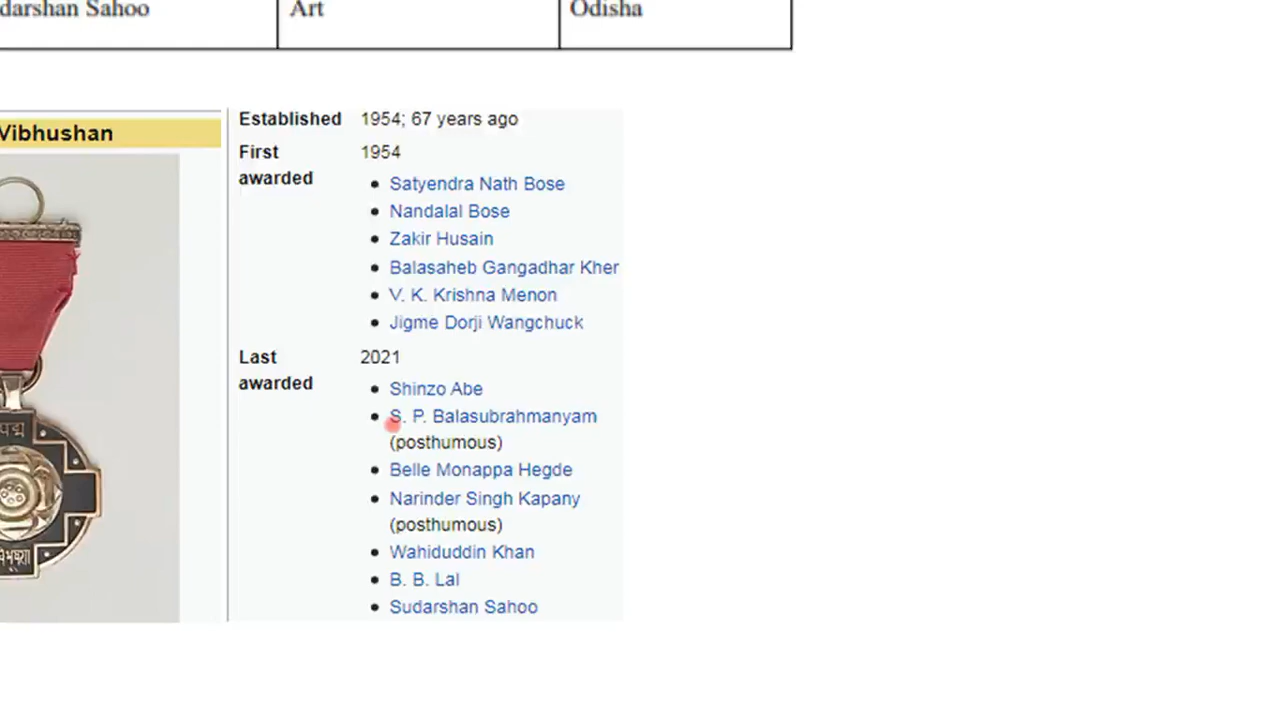 darshan Sahoo Art Odisha
Vibhushan
Established 1954; 67 years ago
First awarded 1954
Satyendra Nath Bose
Nandalal Bose
Zakir Husain
Balasaheb Gangadhar Kher
V. K. Krishna Menon
Jigme Dorji Wangchuck
Last awarded 2021
Shinzo Abe
S. P. Balasubrahmanyam
(posthumous)
Belle Monappa Hegde
Narinder Singh Kapany
(posthumous)
Wahiduddin Khan
B. B. Lal
Sudarshan Sahoo